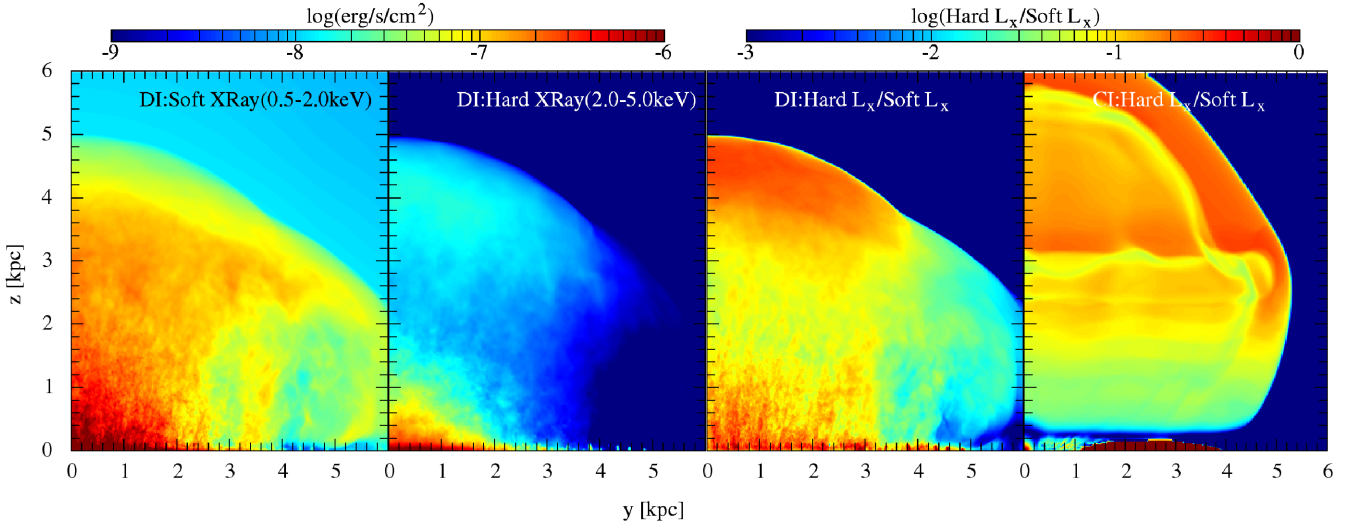 log(erg/s/cm²) log(Hard Lₓ/Soft Lₓ)
-9 -8 -7 -6 -3 -2 -1 0
DI:Soft XRay(0.5-2.0keV) DI:Hard XRay(2.0-5.0keV) DI:Hard Lₓ/Soft Lₓ CI:Hard Lₓ/Soft Lₓ
6
5
4
3
2
1
0
z [kpc]
0 1 2 3 4 5 0 1 2 3 4 5 0 1 2 3 4 5 0 1 2 3 4 5 6
y [kpc]